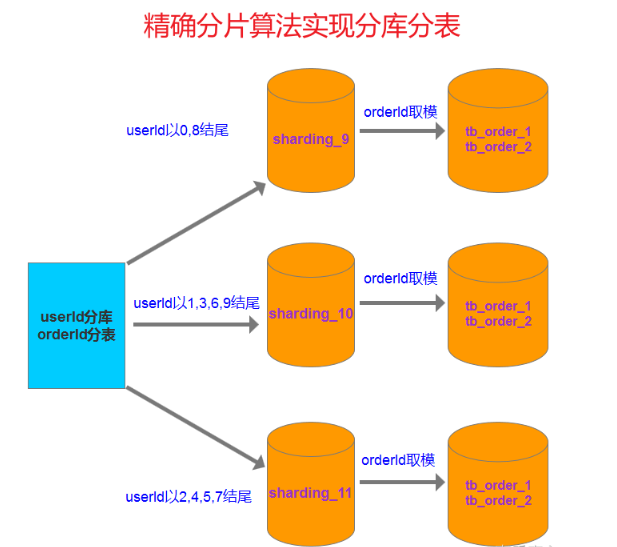 精确分片算法实现分库分表
userId以0,8结尾
sharding_9
orderId取模
tb_order_1
tb_order_2
userId分库
orderId分表
userId以1,3,6,9结尾
sharding_10
orderId取模
tb_order_1
tb_order_2
userId以2,4,5,7结尾
sharding_11
orderId取模
tb_order_1
tb_order_2